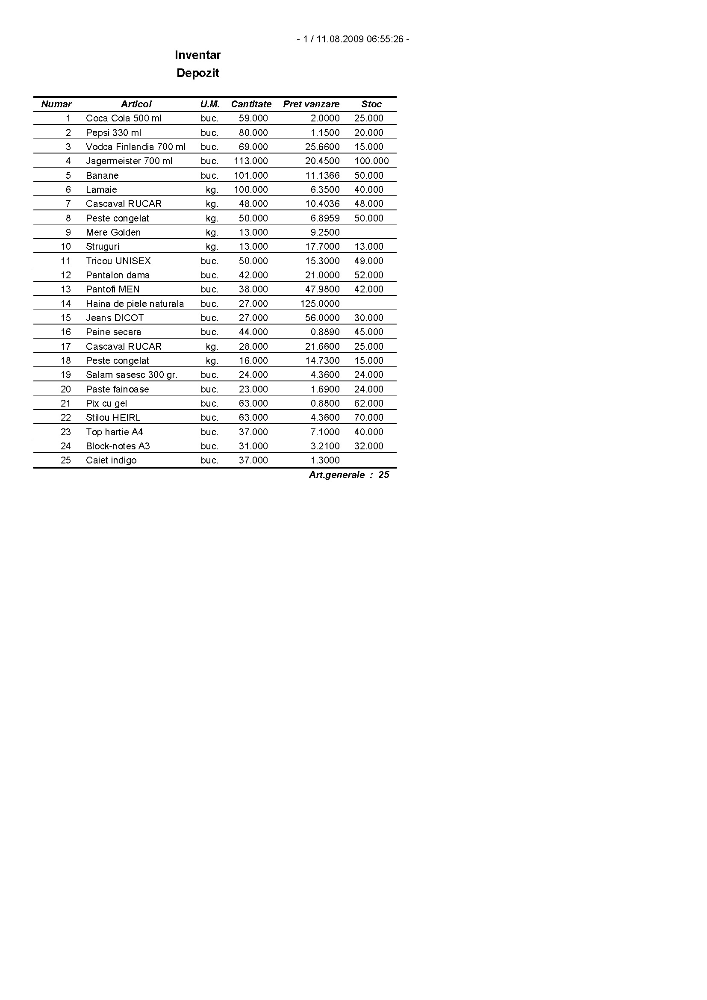 - 1 / 11.08.2009 06:55:26 -
Inventar
Depozit
Numar Articol U.M. Cantitate Pret vanzare Stoc
1 Coca Cola 500 ml buc. 59.000 2.0000 25.000
2 Pepsi 330 ml buc. 80.000 1.1500 20.000
3 Vodca Finlandia 700 ml buc. 69.000 25.6600 15.000
4 Jagermeister 700 ml buc. 113.000 20.4500 100.000
5 Banane buc. 101.000 11.1366 50.000
6 Lamaie kg. 100.000 6.3500 40.000
7 Cascaval RUCAR kg. 48.000 10.4036 48.000
8 Peste congelat kg. 50.000 6.8959 50.000
9 Mere Golden kg. 13.000 9.2500
10 Struguri kg. 13.000 17.7000 13.000
11 Tricou UNISEX buc. 50.000 15.3000 49.000
12 Pantalon dama buc. 42.000 21.0000 52.000
13 Pantofi MEN buc. 38.000 47.9800 42.000
14 Haina de piele naturala buc. 27.000 125.0000
15 Jeans DICOT buc. 27.000 56.0000 30.000
16 Paine secara buc. 44.000 0.8890 45.000
17 Cascaval RUCAR kg. 28.000 21.6600 25.000
18 Peste congelat kg. 16.000 14.7300 15.000
19 Salam sasesc 300 gr. buc. 24.000 4.3600 24.000
20 Paste fainoase buc. 23.000 1.6900 24.000
21 Pix cu gel buc. 63.000 0.8800 62.000
22 Stilou HEIRL buc. 63.000 4.3600 70.000
23 Top hartie A4 buc. 37.000 7.1000 40.000
24 Block-notes A3 buc. 31.000 3.2100 32.000
25 Caiet indigo buc. 37.000 1.3000
Art.generale : 25